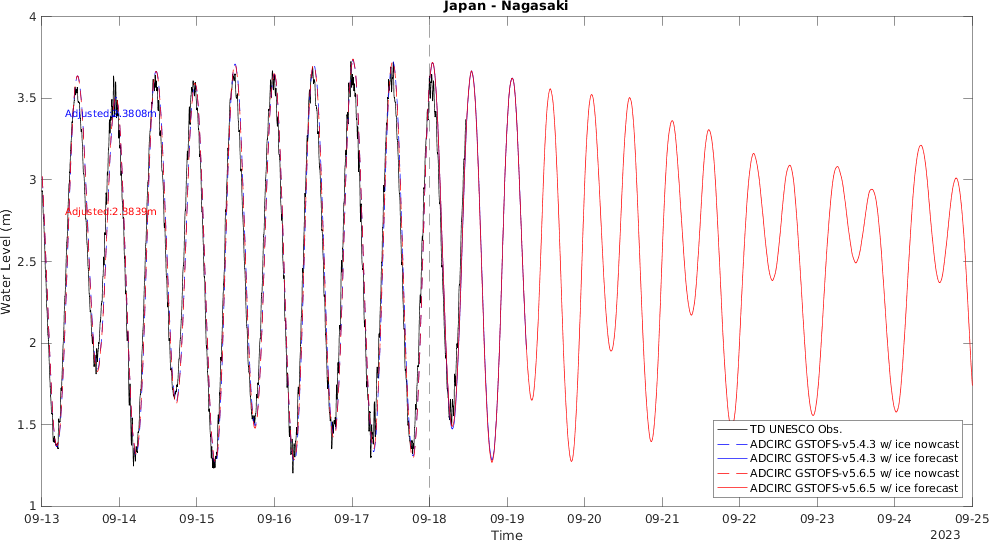 Japan - Nagasaki
4
3.5
3
2.5
2
1.5
1
Water Level (m)
Adjusted:2.3839m
TD UNESCO Obs.
ADCIRC GSTOFS-v5.4.3 w/ ice nowcast
ADCIRC GSTOFS-v5.4.3 w/ ice forecast
ADCIRC GSTOFS-v5.6.5 w/ ice nowcast
ADCIRC GSTOFS-v5.6.5 w/ ice forecast
09-13 09-14 09-15 09-16 09-17 09-18 09-19 09-20 09-21 09-22 09-23 09-24 09-25
Time
2023